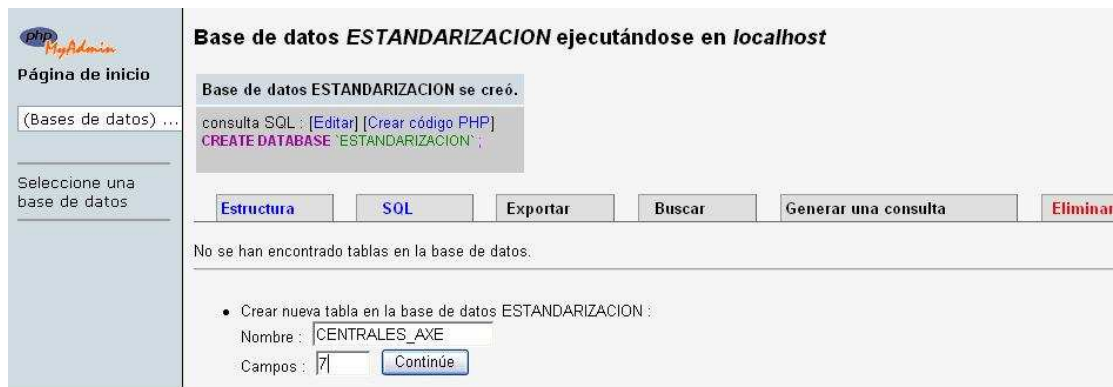 php
MyAdmin
Página de inicio
(Bases de datos) ...
Seleccione una
base de datos
Base de datos ESTANDARIZACION ejecutándose en localhost
Base de datos ESTANDARIZACION se creó.
consulta SQL : [Editar] [Crear código PHP]
CREATE DATABASE `ESTANDARIZACION` ;
Estructura SQL Exportar Buscar Generar una consulta Eliminar
No se han encontrado tablas en la base de datos.
• Crear nueva tabla en la base de datos ESTANDARIZACION :
Nombre : CENTRALES_AXE
Campos : 7 Continúe